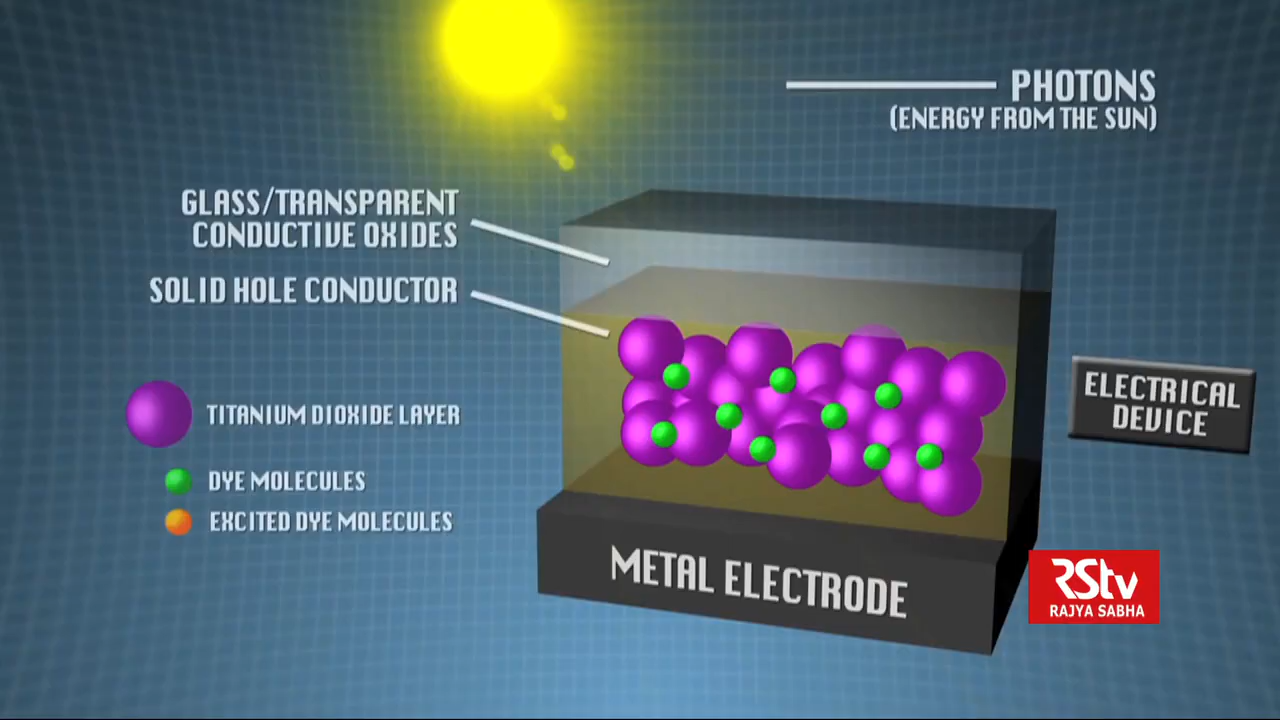 PHOTONS
(ENERGY FROM THE SUN)
GLASS/TRANSPARENT
CONDUCTIVE OXIDES
SOLID HOLE CONDUCTOR
TITANIUM DIOXIDE LAYER
DYE MOLECULES
EXCITED DYE MOLECULES
ELECTRICAL
DEVICE
METAL ELECTRODE
RStv
RAJYA SABHA